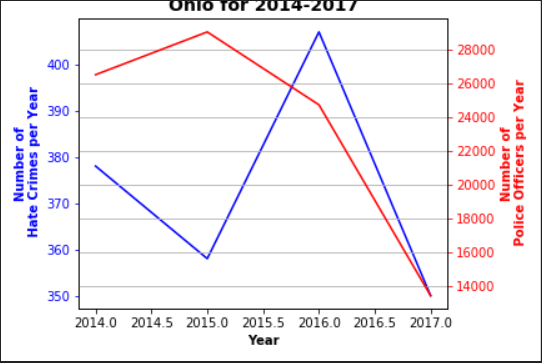 Ohio for 2014-2017
Number of
Hate Crimes per Year
400
390
380
370
360
350
28000
26000
24000
22000
20000
18000
16000
14000
Number of
Police Officers per Year
2014.0 2014.5 2015.0 2015.5 2016.0 2016.5 2017.0
Year